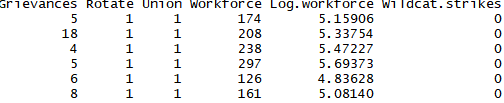 Grievances Rotate Union Workforce Log.workforce Wildcat.strikes
5 1 1 174 5.15906 0
18 1 1 208 5.33754 0
4 1 1 238 5.47227 0
5 1 1 297 5.69373 0
6 1 1 126 4.83628 0
8 1 1 161 5.08140 0